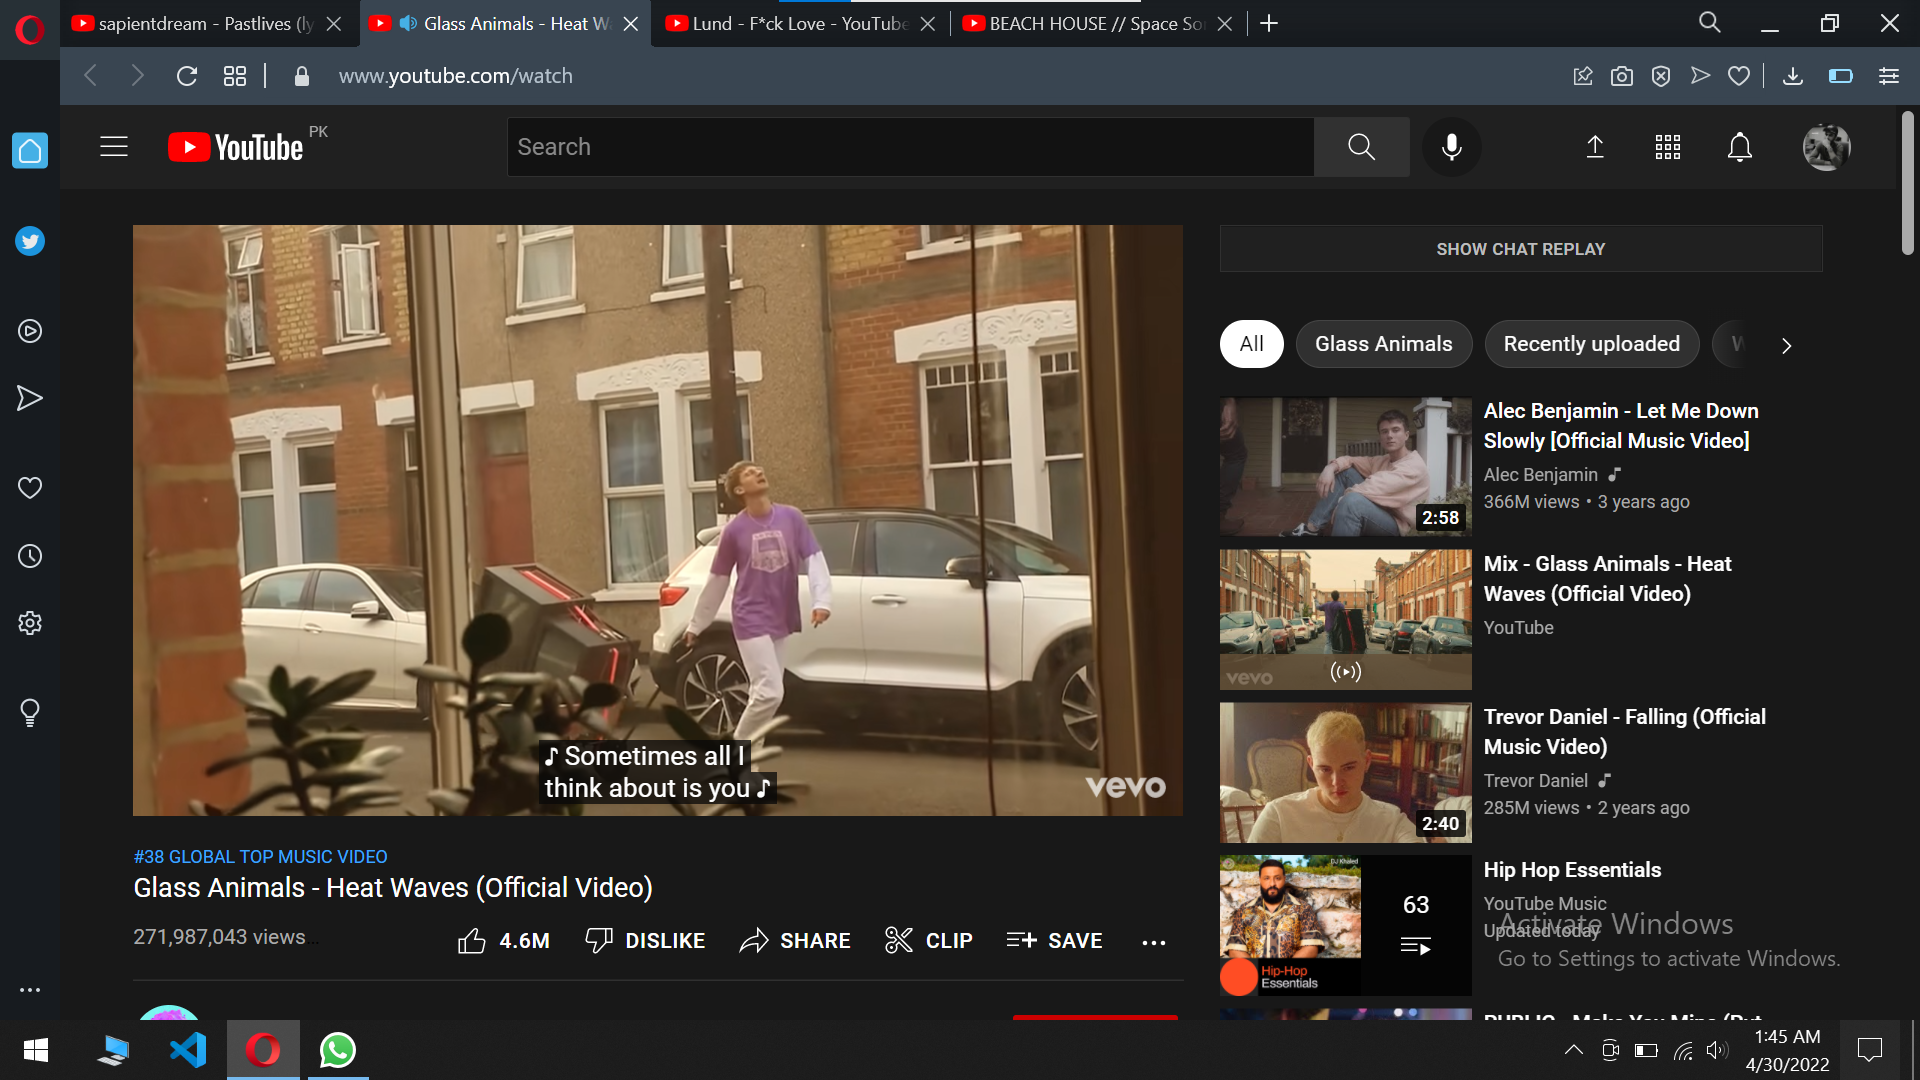 sapientdream - Pastlives (ly
Glass Animals - Heat W
Lund - F*ck Love - YouTube
BEACH HOUSE // Space So
www.youtube.com/watch
YouTube PK
Search
SHOW CHAT REPLAY
All
Glass Animals
Recently uploaded
♪ Sometimes all I
think about is you ♪
vevo
#38 GLOBAL TOP MUSIC VIDEO
Glass Animals - Heat Waves (Official Video)
271,987,043 views...
4.6M
DISLIKE
SHARE
CLIP
SAVE
Alec Benjamin - Let Me Down
Slowly [Official Music Video]
Alec Benjamin
366M views • 3 years ago
2:58
Mix - Glass Animals - Heat
Waves (Official Video)
YouTube
vevo
Trevor Daniel - Falling (Official
Music Video)
Trevor Daniel
285M views • 2 years ago
2:40
Hip Hop Essentials
YouTube Music
Updated today
DJ Khaled
63
Hip-Hop
Essentials
Activate Windows
Go to Settings to activate Windows.
1:45 AM
4/30/2022